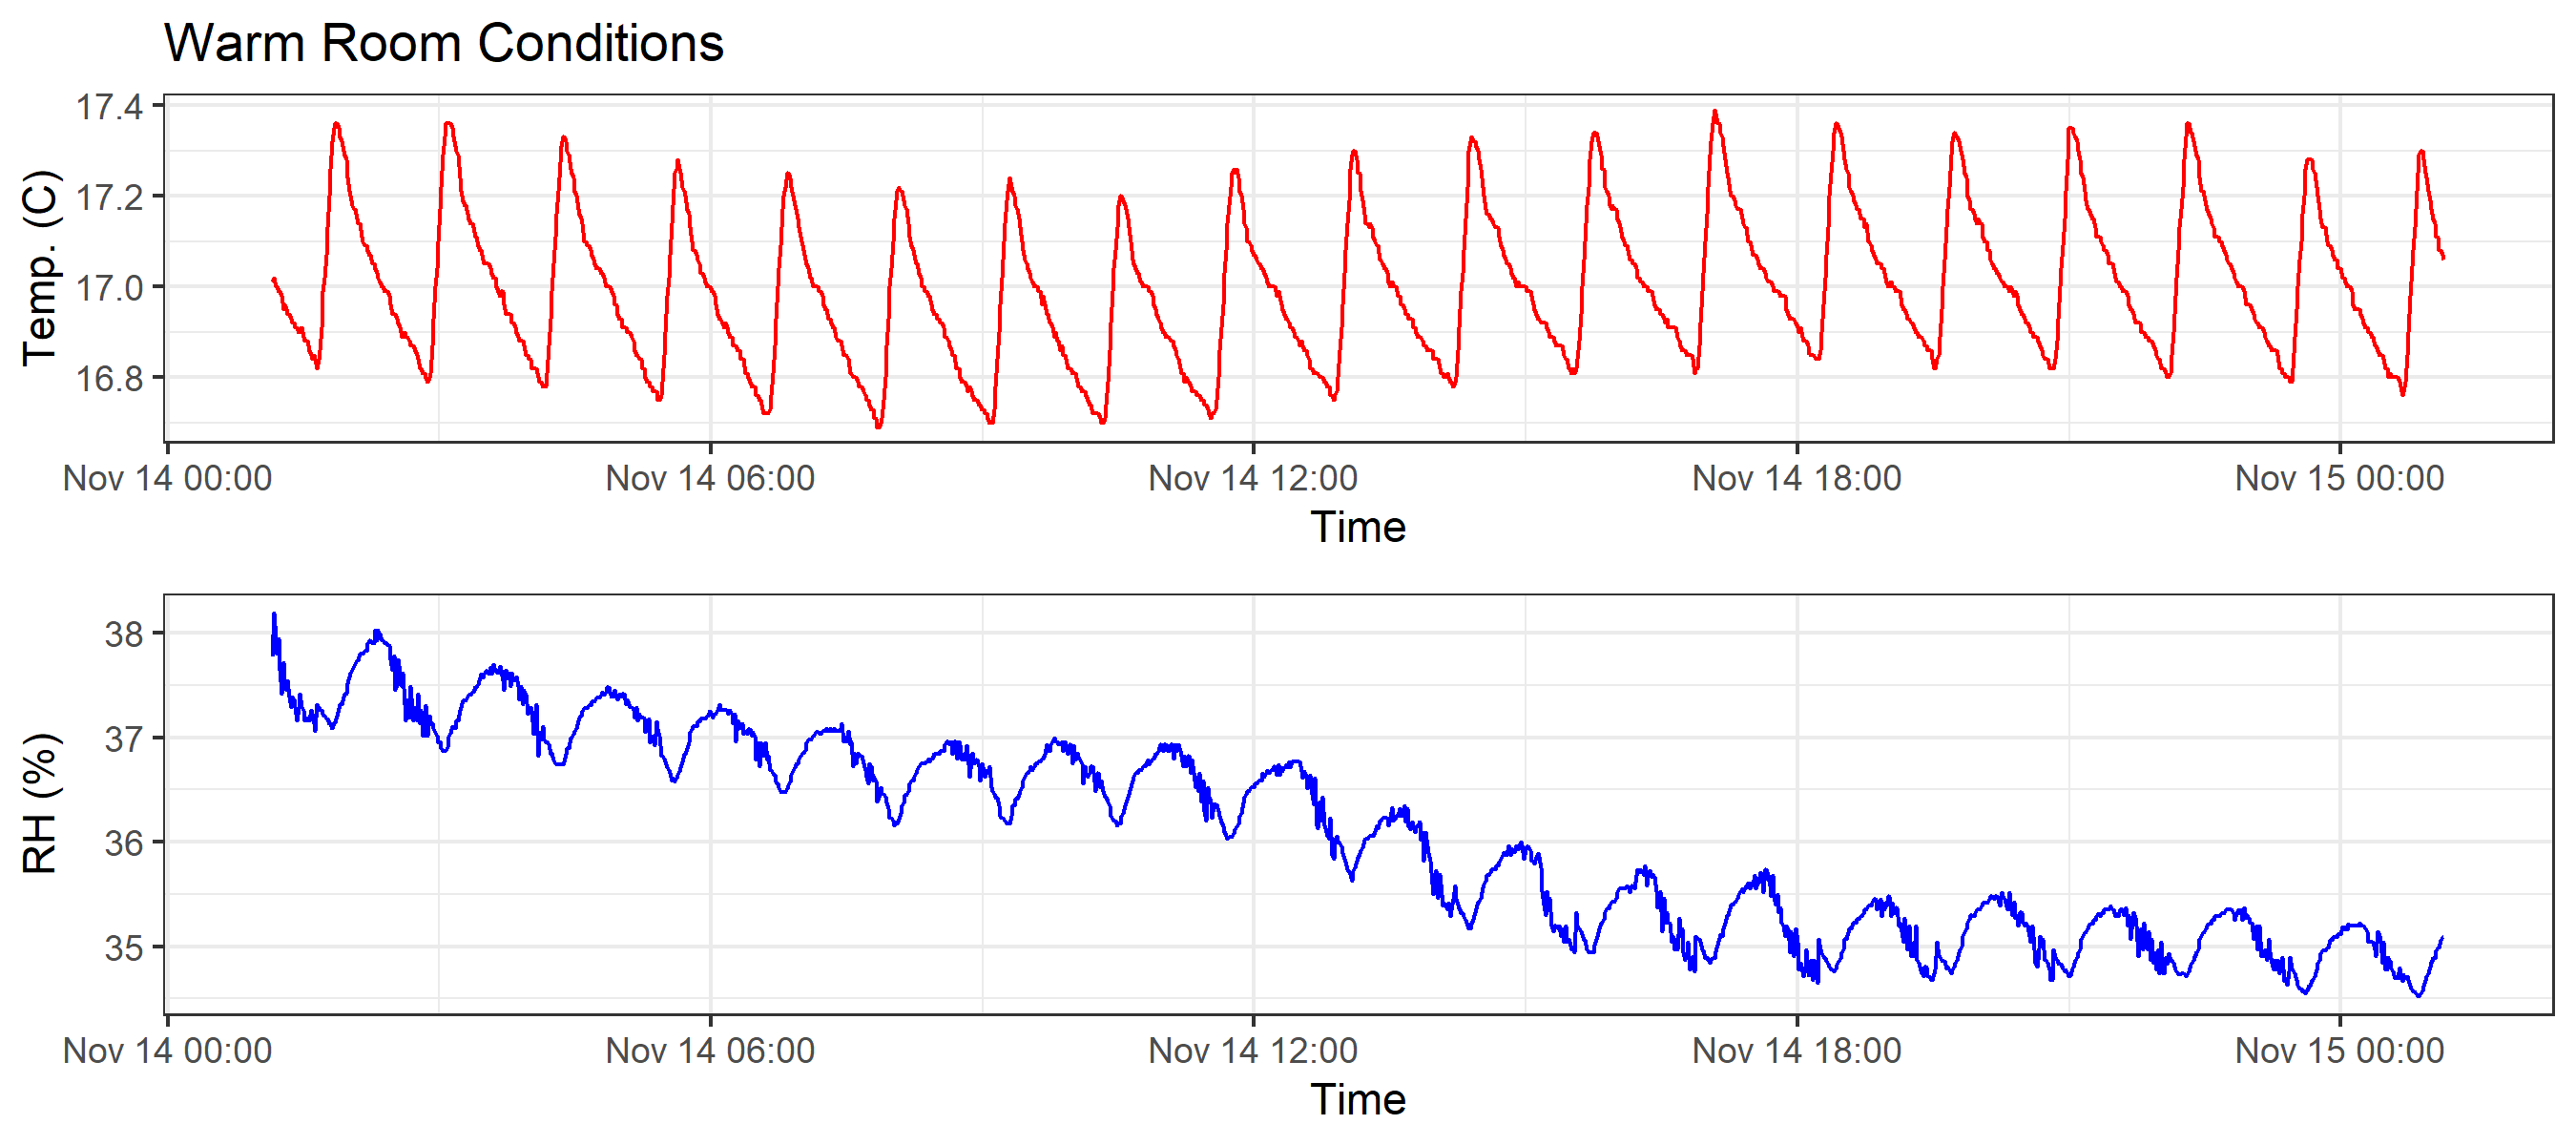 Warm Room Conditions
17.4
17.2
17.0
16.8
Temp. (C)
Nov 14 00:00 Nov 14 06:00 Nov 14 12:00 Nov 14 18:00 Nov 15 00:00
Time
38
37
36
35
RH (%)
Nov 14 00:00 Nov 14 06:00 Nov 14 12:00 Nov 14 18:00 Nov 15 00:00
Time